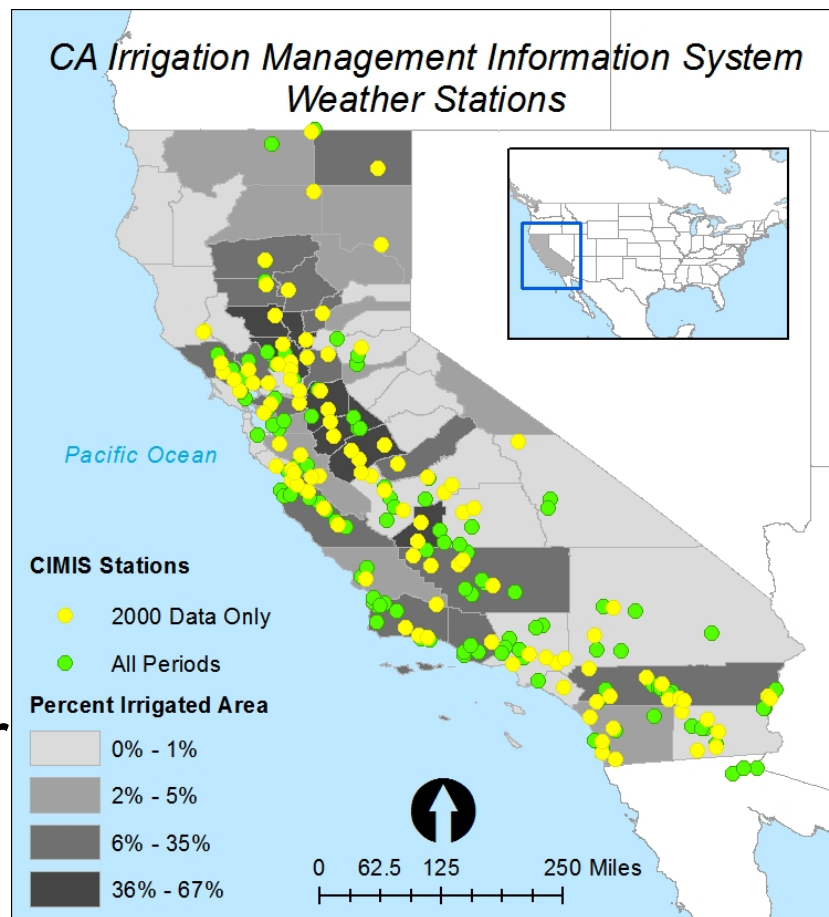 CA Irrigation Management Information System
Weather Stations
Pacific Ocean
CIMIS Stations
2000 Data Only
All Periods
Percent Irrigated Area
0% - 1%
2% - 5%
6% - 35%
36% - 67%
0 62.5 125 250 Miles